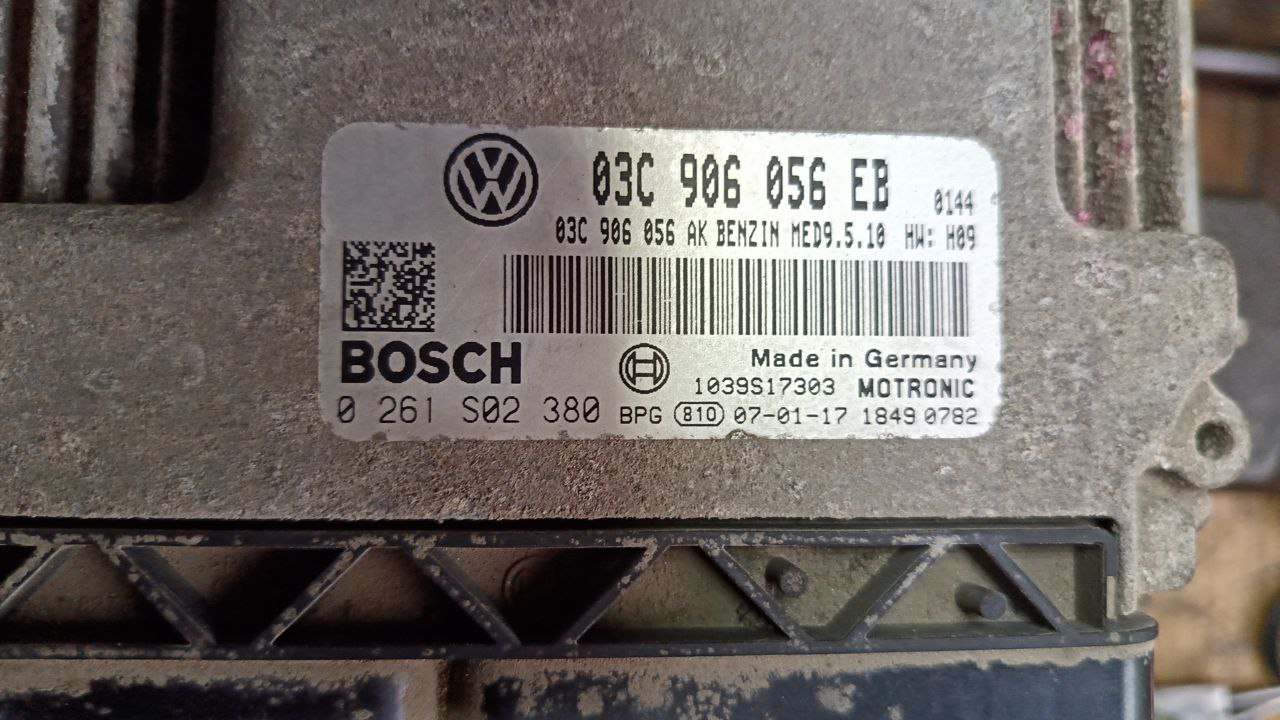 03C 906 056 EB 0144
03C 906 056 AK BENZIN MED9.5.10 HW: H09
BOSCH
Made in Germany
1039S17303 MOTRONIC
0 261 S02 380 BPG 810 07-01-17 1849 0782